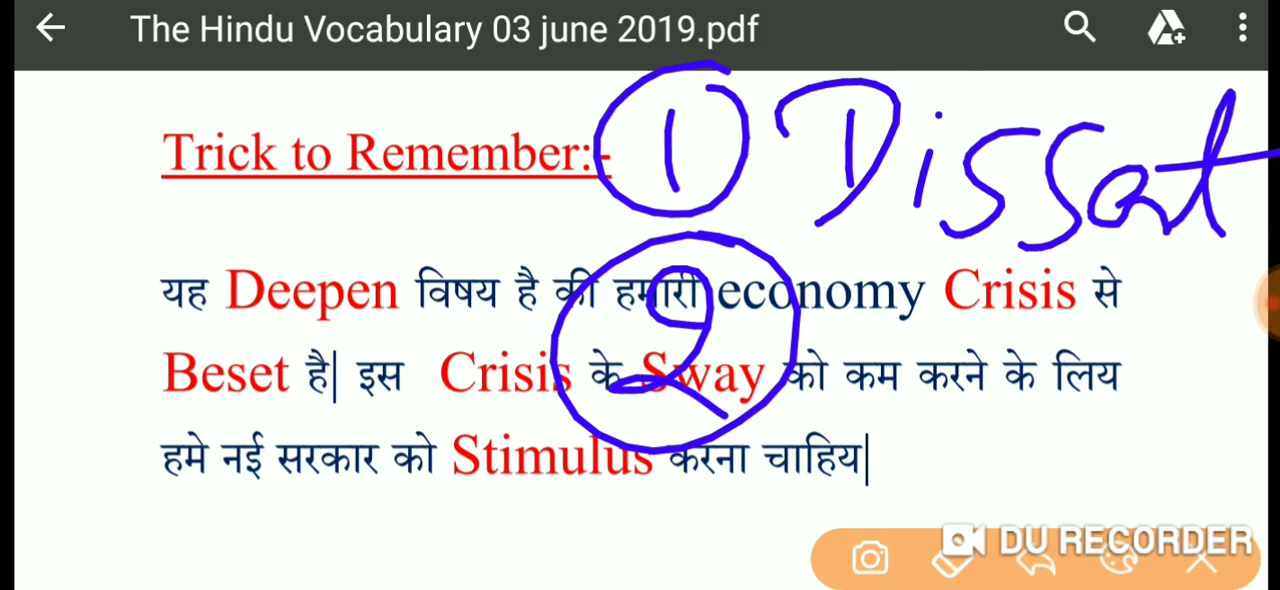 The Hindu Vocabulary 03 june 2019.pdf
Trick to Remember:-
1 Dissat
यह Deepen विषय है की हमारी economy Crisis से
2
Beset है| इस Crisis के Sway को कम करने के लिय
हमे नई सरकार को Stimulus करना चाहिय|
DU RECORDER